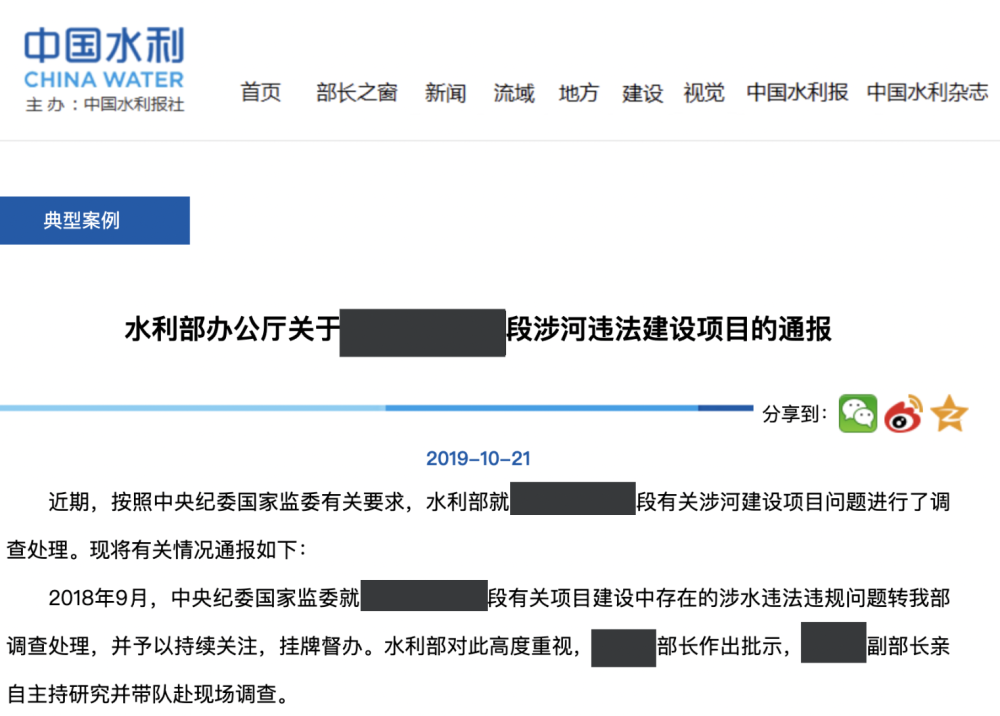 中国水利
CHINA WATER
主办：中国水利报社
首页 部长之窗 新闻 流域 地方 建设 视觉 中国水利报 中国水利杂志
典型案例
水利部办公厅关于 段涉河违法建设项目的通报
分享到：
2019-10-21
近期，按照中央纪委国家监委有关要求，水利部就 段有关涉河建设项目问题进行了调
查处理。现将有关情况通报如下：
2018年9月，中央纪委国家监委就 段有关项目建设中存在的涉水违法违规问题转我部
调查处理，并予以持续关注，挂牌督办。水利部对此高度重视， 部长作出批示， 副部长亲
自主持研究并带队赴现场调查。